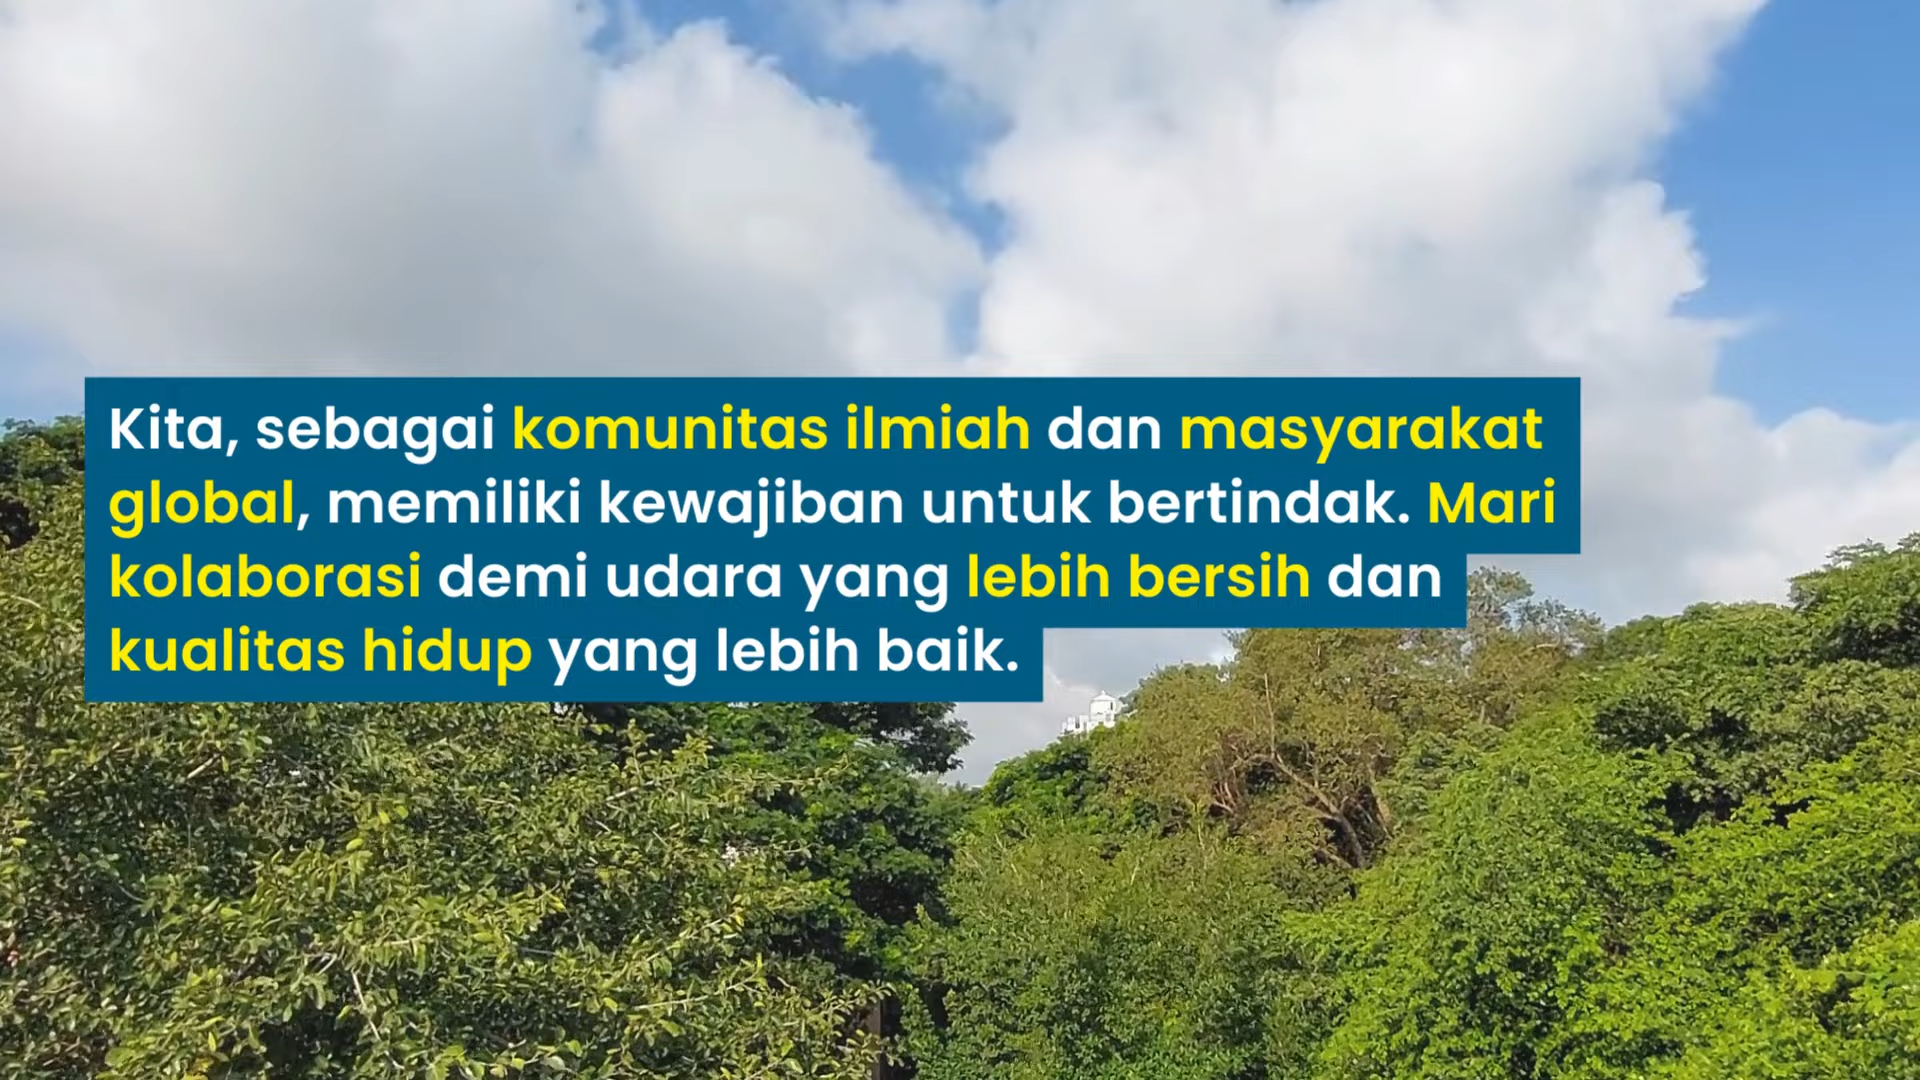 Kita, sebagai komunitas ilmiah dan masyarakat
global, memiliki kewajiban untuk bertindak. Mari
kolaborasi demi udara yang lebih bersih dan
kualitas hidup yang lebih baik.